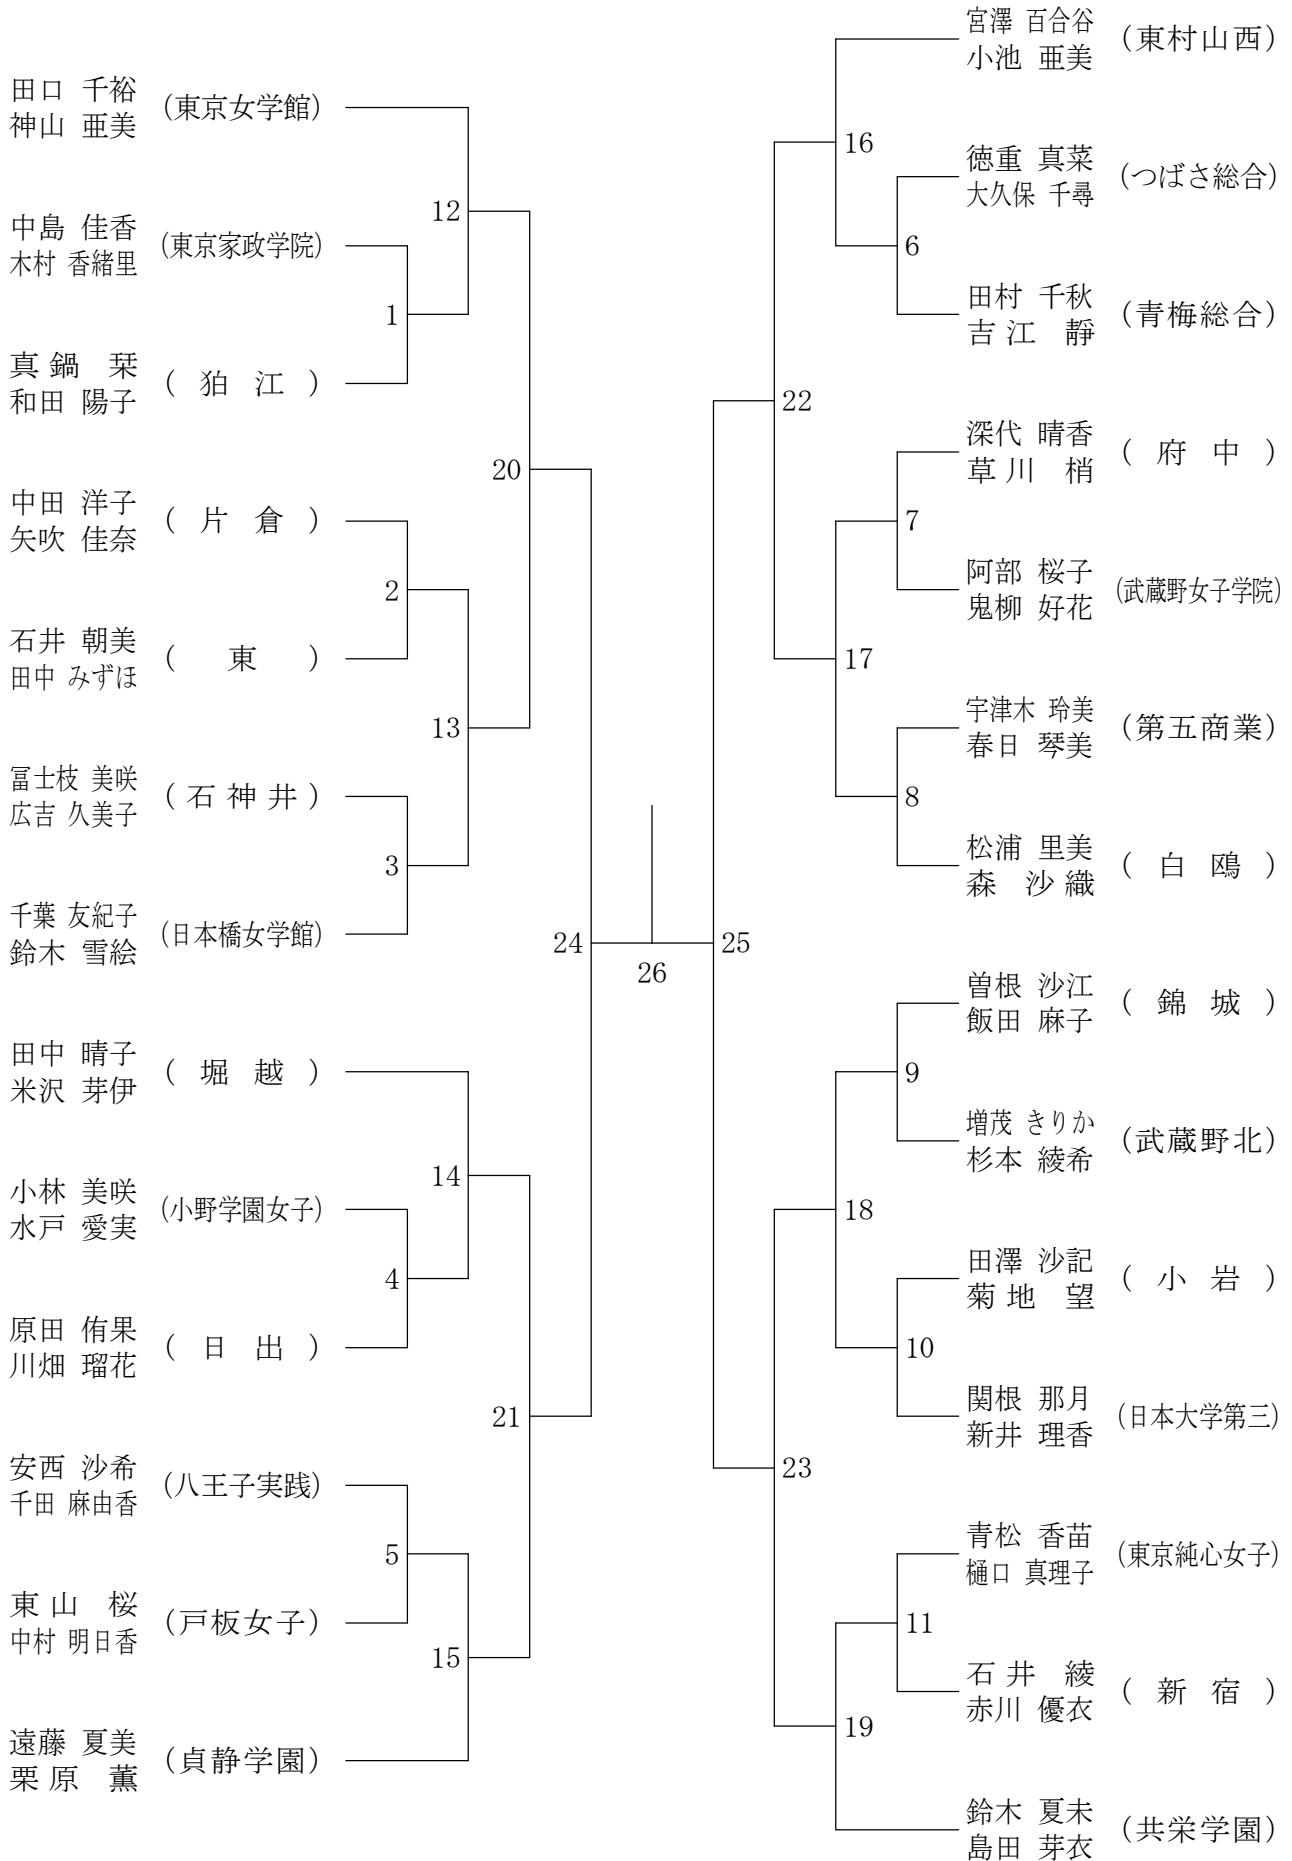 田口 千裕
神山 亜美
(東京女学館)
12
中島 佳香
木村 香緒里
(東京家政学院)
1
真鍋 栞
和田 陽子
(狛江)
20
中田 洋子
矢吹 佳奈
(片倉)
2
石井 朝美
田中 みずほ
(東)
13
冨士枝 美咲
広吉 久美子
(石神井)
3
千葉 友紀子
鈴木 雪絵
(日本橋女学館)
24
田中 晴子
米沢 芽伊
(堀越)
14
小林 美咲
水戸 愛実
(小野学園女子)
4
原田 侑果
川畑 瑠花
(日出)
21
安西 沙希
千田 麻由香
(八王子実践)
5
東山 桜
中村 明日香
(戸板女子)
15
遠藤 夏美
栗原 薫
(貞静学園)
26
宮澤 百合谷
小池 亜美
(東村山西)
16
徳重 真菜
大久保 千尋
(つばさ総合)
6
田村 千秋
吉江 靜
(青梅総合)
22
深代 晴香
草川 梢
(府中)
7
阿部 桜子
鬼柳 好花
(武蔵野女子学院)
17
宇津木 玲美
春日 琴美
(第五商業)
8
松浦 里美
森 沙織
(白鴎)
25
曽根 沙江
飯田 麻子
(錦城)
9
増茂 きりか
杉本 綾希
(武蔵野北)
18
田澤 沙記
菊地 望
(小岩)
10
関根 那月
新井 理香
(日本大学第三)
23
青松 香苗
樋口 真理子
(東京純心女子)
11
石井 綾
赤川 優衣
(新宿)
19
鈴木 夏未
島田 芽衣
(共栄学園)